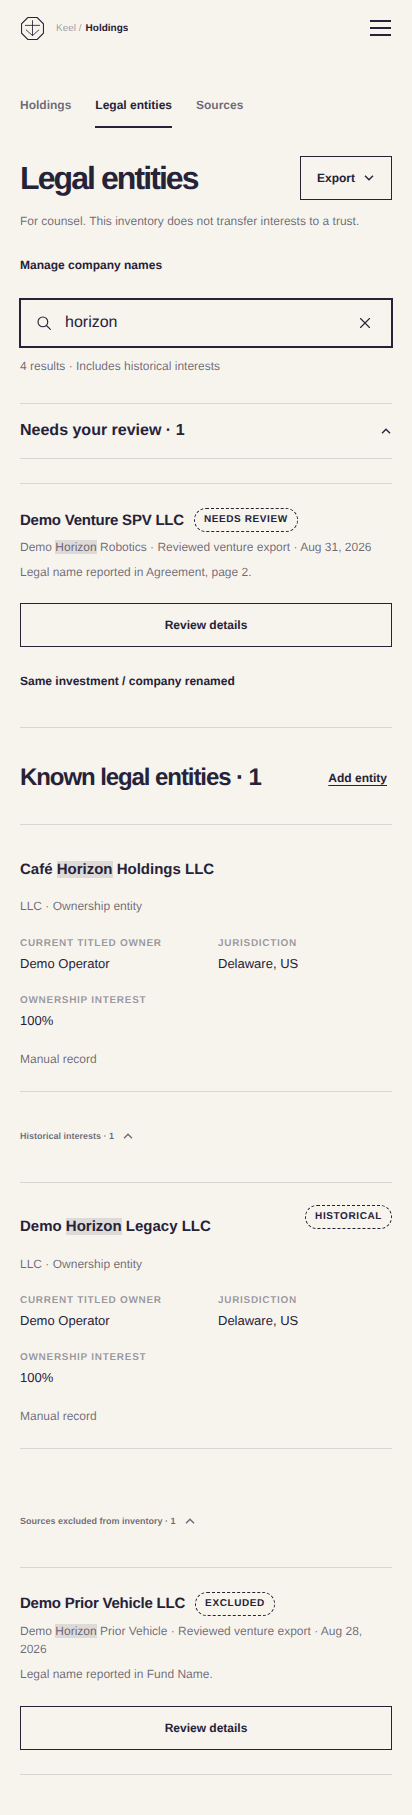 Keel / Holdings
Holdings Legal entities Sources
Legal entities
Export
For counsel. This inventory does not transfer interests to a trust.
Manage company names
horizon
4 results · Includes historical interests
Needs your review · 1
Demo Venture SPV LLC NEEDS REVIEW
Demo Horizon Robotics · Reviewed venture export · Aug 31, 2026
Legal name reported in Agreement, page 2.
Review details
Same investment / company renamed
Known legal entities · 1
Add entity
Café Horizon Holdings LLC
LLC · Ownership entity
CURRENT TITLED OWNER JURISDICTION
Demo Operator Delaware, US
OWNERSHIP INTEREST
100%
Manual record
Historical interests · 1
Demo Horizon Legacy LLC HISTORICAL
LLC · Ownership entity
CURRENT TITLED OWNER JURISDICTION
Demo Operator Delaware, US
OWNERSHIP INTEREST
100%
Manual record
Sources excluded from inventory · 1
Demo Prior Vehicle LLC EXCLUDED
Demo Horizon Prior Vehicle · Reviewed venture export · Aug 28,
2026
Legal name reported in Fund Name.
Review details